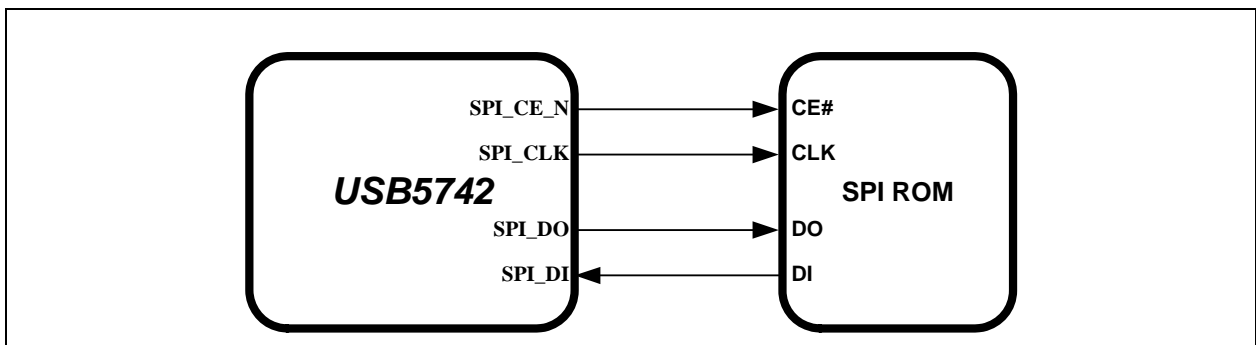 SPI_CE_N CE#
SPI_CLK CLK
USB5742 SPI ROM
SPI_DO DO
SPI_DI DI